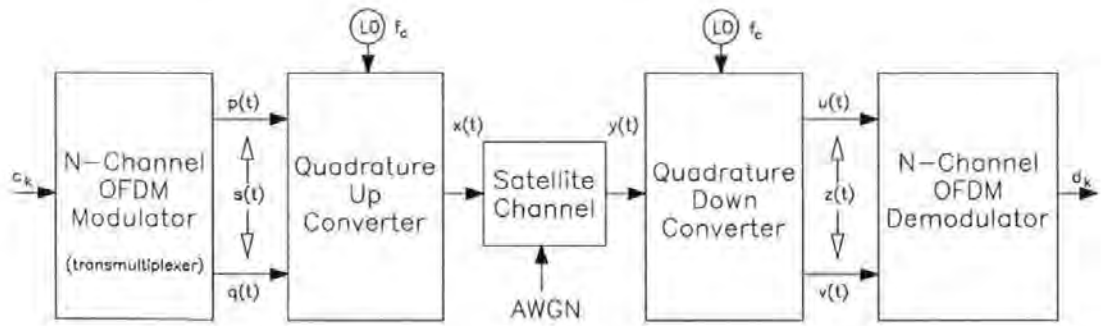 LO f_c
LO f_c
c_k
N-Channel
OFDM
Modulator
(transmultiplexer)
p(t)
s(t)
q(t)
Quadrature
Up
Converter
x(t)
Satellite
Channel
AWGN
y(t)
Quadrature
Down
Converter
u(t)
z(t)
v(t)
N-Channel
OFDM
Demodulator
d_k